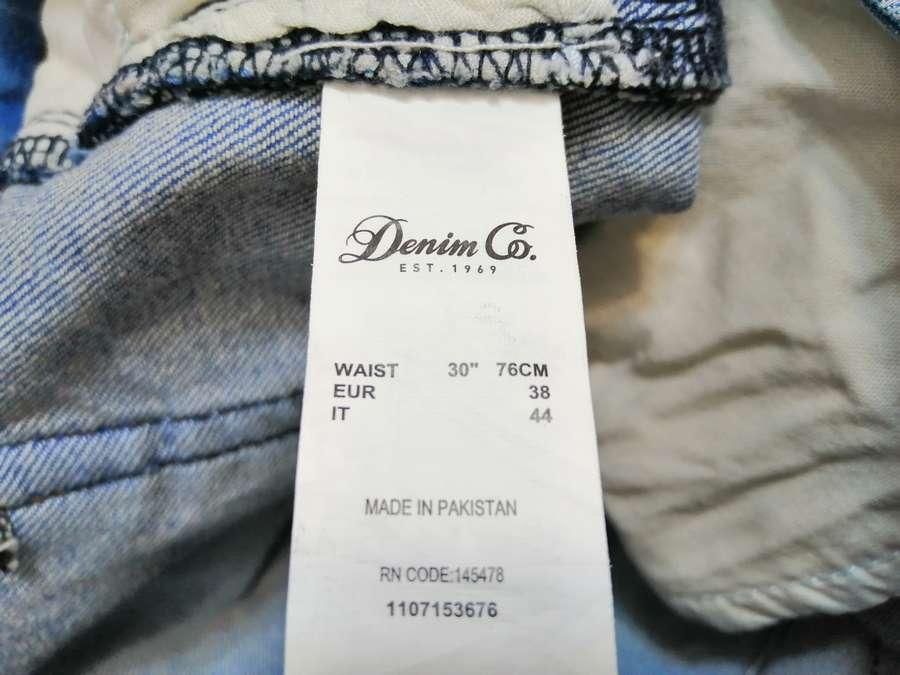 Denim Co.
EST. 1969
WAIST 30" 76CM
EUR 38
IT 44
MADE IN PAKISTAN
RN CODE:145478
1107153676